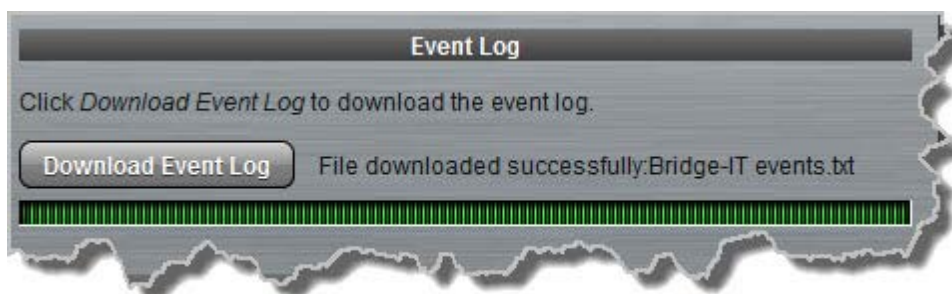 Event Log
Click Download Event Log to download the event log.
Download Event Log File downloaded successfully:Bridge-IT events.txt